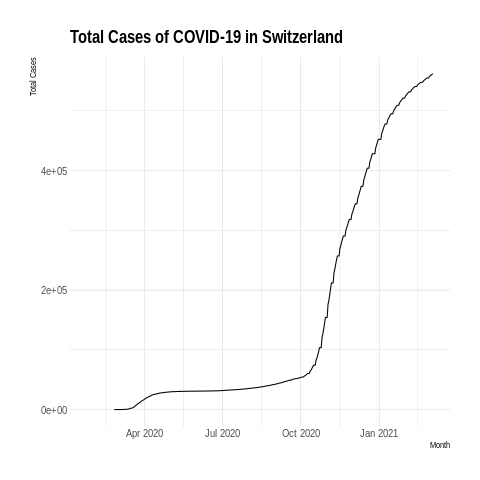 Total Cases of COVID-19 in Switzerland
Total Cases
4e+05
2e+05
0e+00
Apr 2020
Jul 2020
Oct 2020
Jan 2021
Month